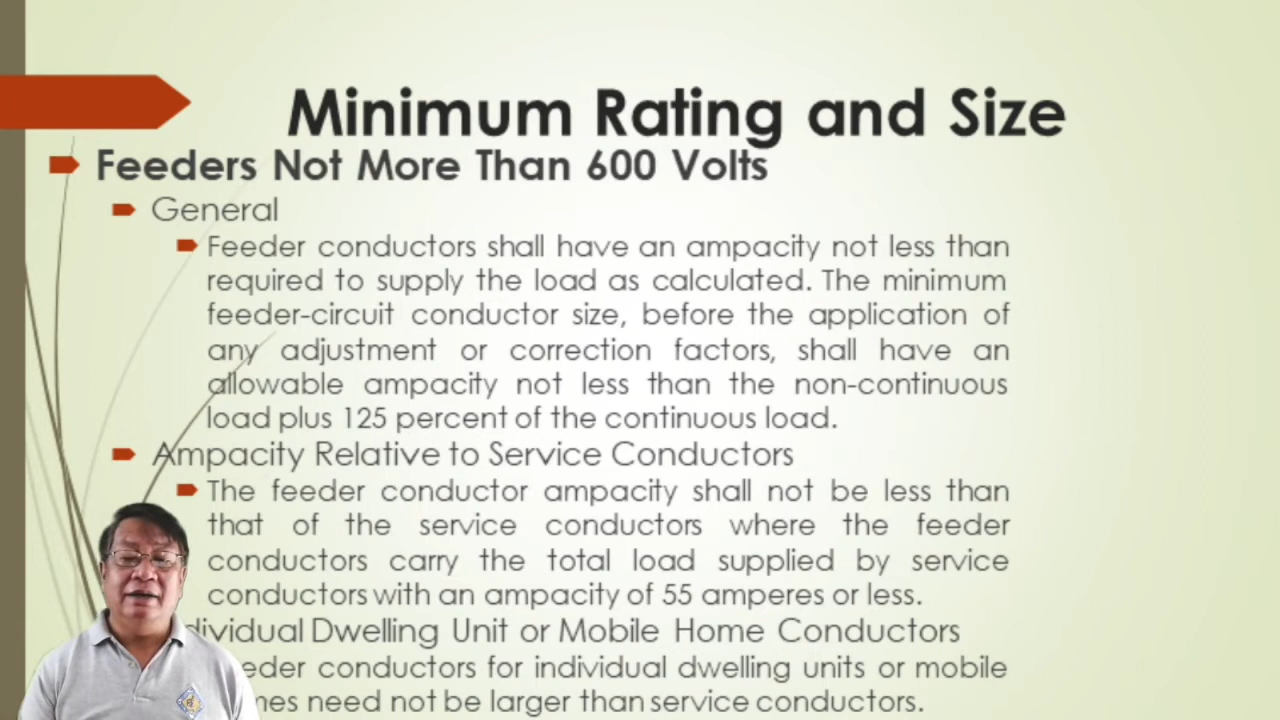 Minimum Rating and Size
Feeders Not More Than 600 Volts
General
Feeder conductors shall have an ampacity not less than
required to supply the load as calculated. The minimum
feeder-circuit conductor size, before the application of
any adjustment or correction factors, shall have an
allowable ampacity not less than the non-continuous
load plus 125 percent of the continuous load.
Ampacity Relative to Service Conductors
The feeder conductor ampacity shall not be less than
that of the service conductors where the feeder
conductors carry the total load supplied by service
conductors with an ampacity of 55 amperes or less.
Dwelling Unit or Mobile Home Conductors
conductors for individual dwelling units or mobile
need not be larger than service conductors.